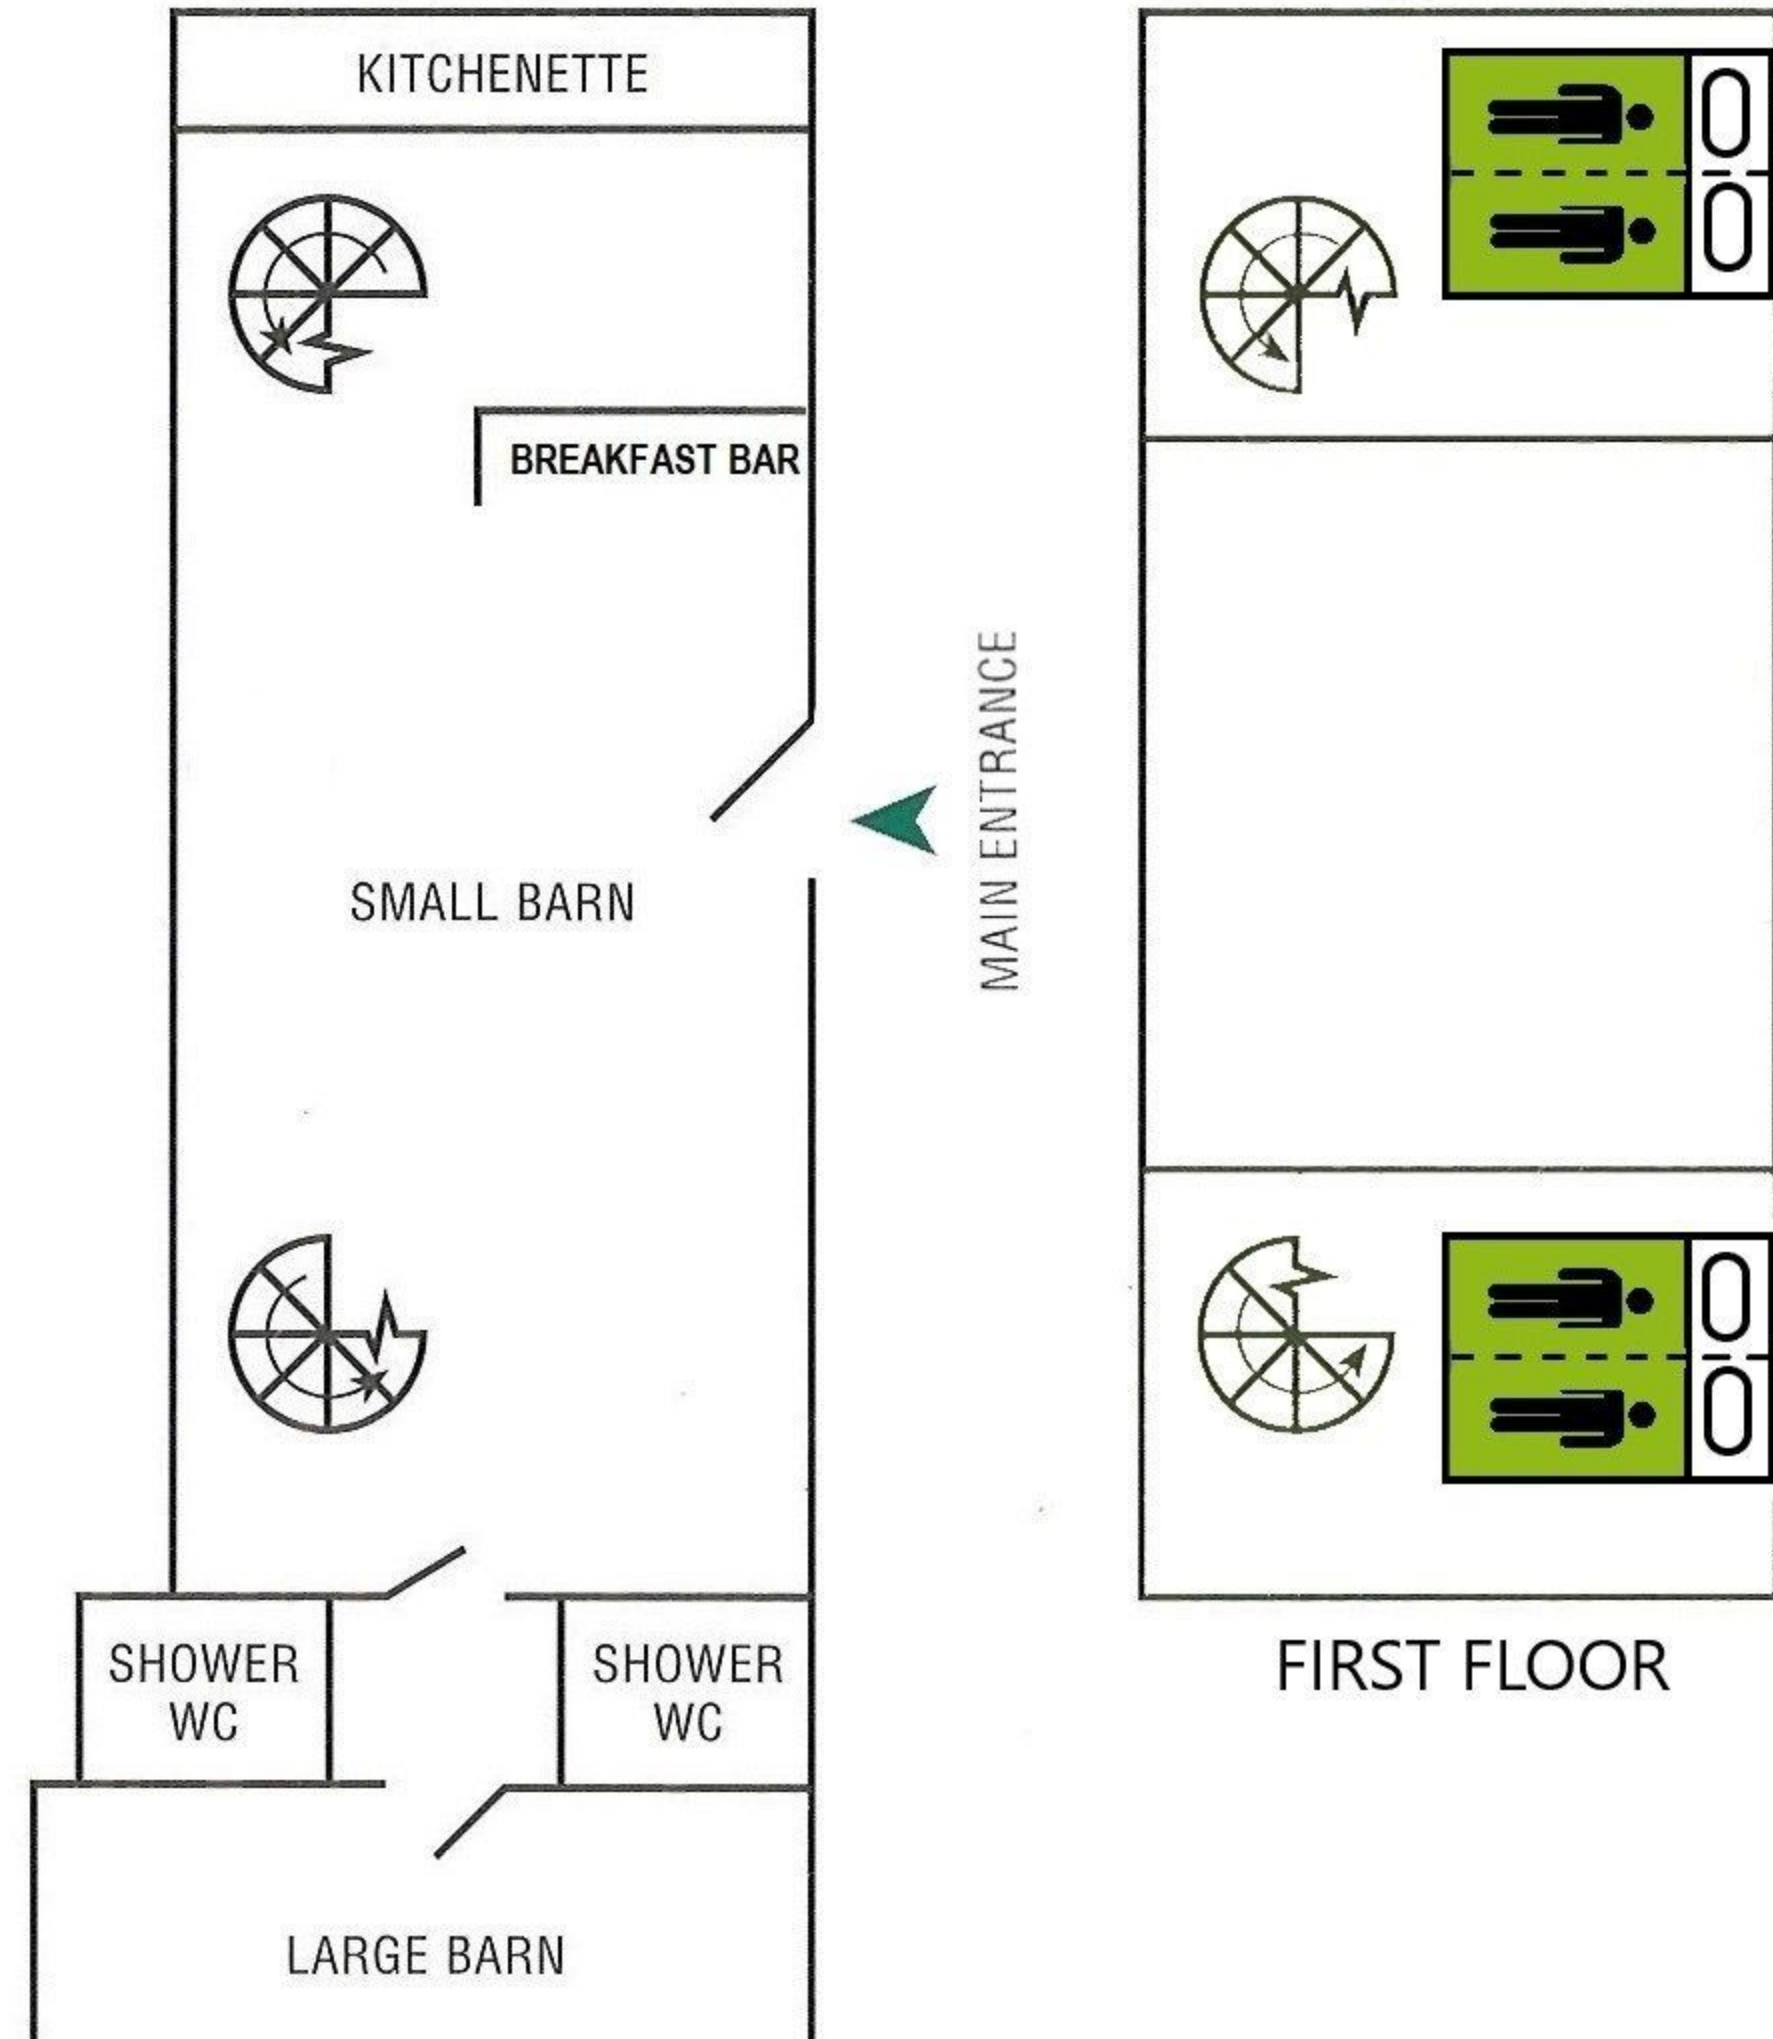 KITCHENETTE
BREAKFAST BAR
MAIN ENTRANCE
SMALL BARN
SHOWER
WC
SHOWER
WC
FIRST FLOOR
LARGE BARN